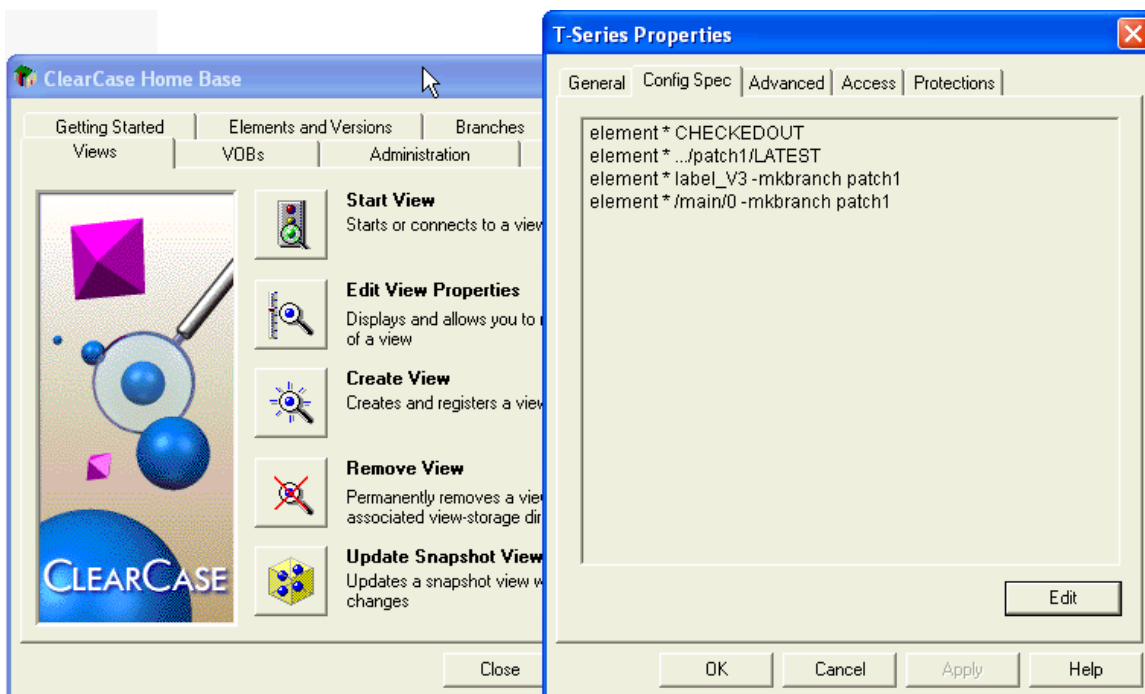 ClearCase Home Base
Getting Started Elements and Versions Branches
Views VOBs Administration
Start View
Starts or connects to a view
Edit View Properties
Displays and allows you to
of a view
Create View
Creates and registers a view
Remove View
Permanently removes a view
associated view-storage dir
Update Snapshot View
Updates a snapshot view w
changes
CLEARCASE
Close
T-Series Properties
General Config Spec Advanced Access Protections
element * CHECKEDOUT
element * .../patch1/LATEST
element * label_V3 -mkbranch patch1
element * /main/0 -mkbranch patch1
Edit
OK Cancel Apply Help